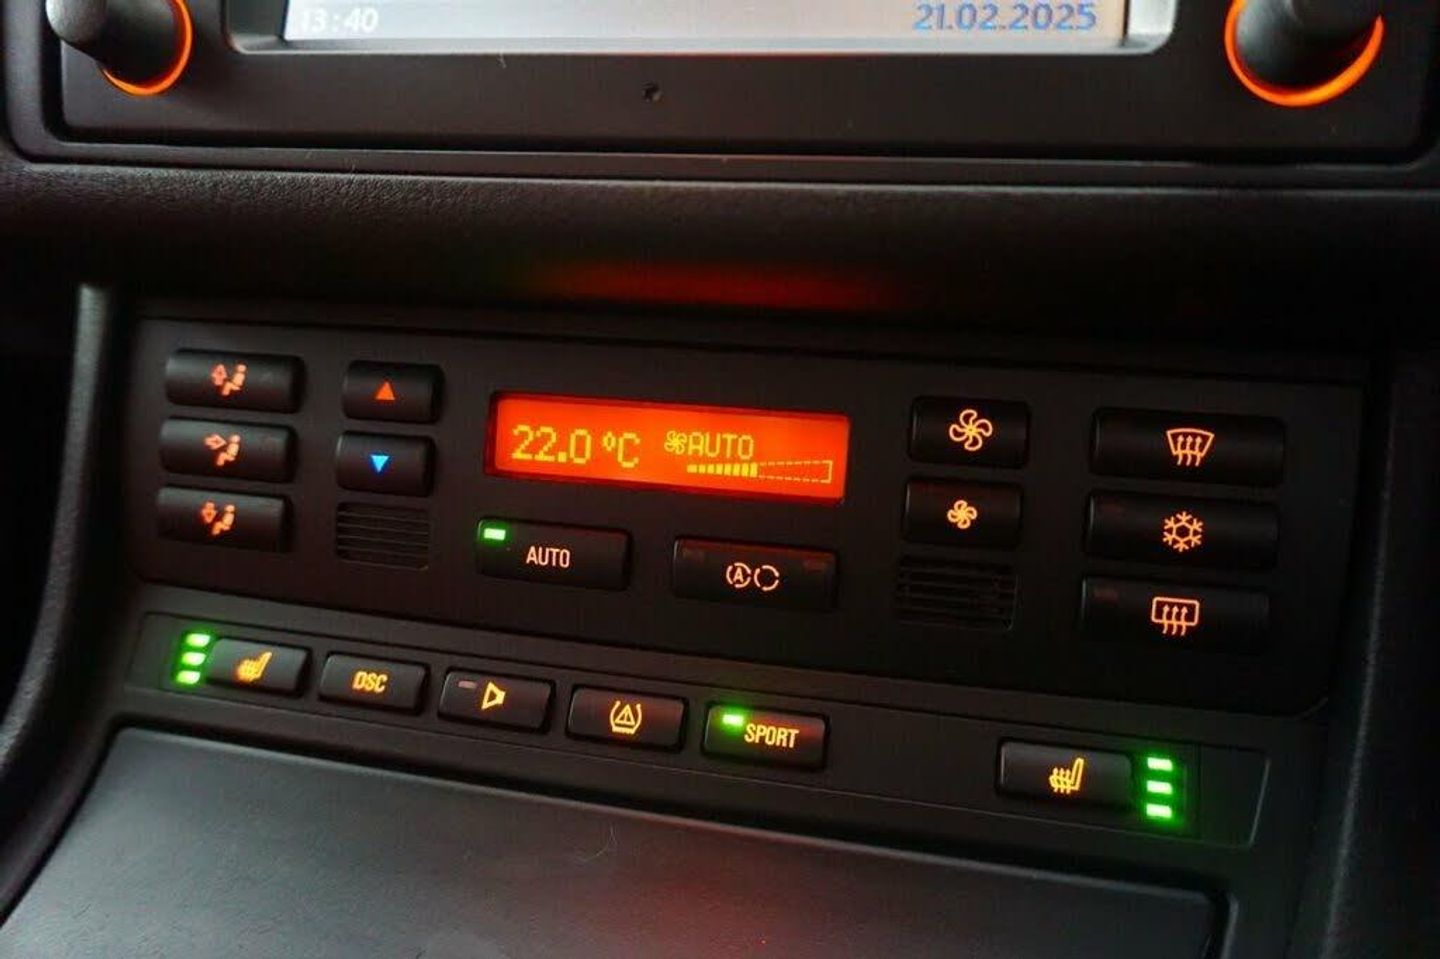 13:40
21.02.2025
22.0 °C AUTO
AUTO
A
DSC
SPORT